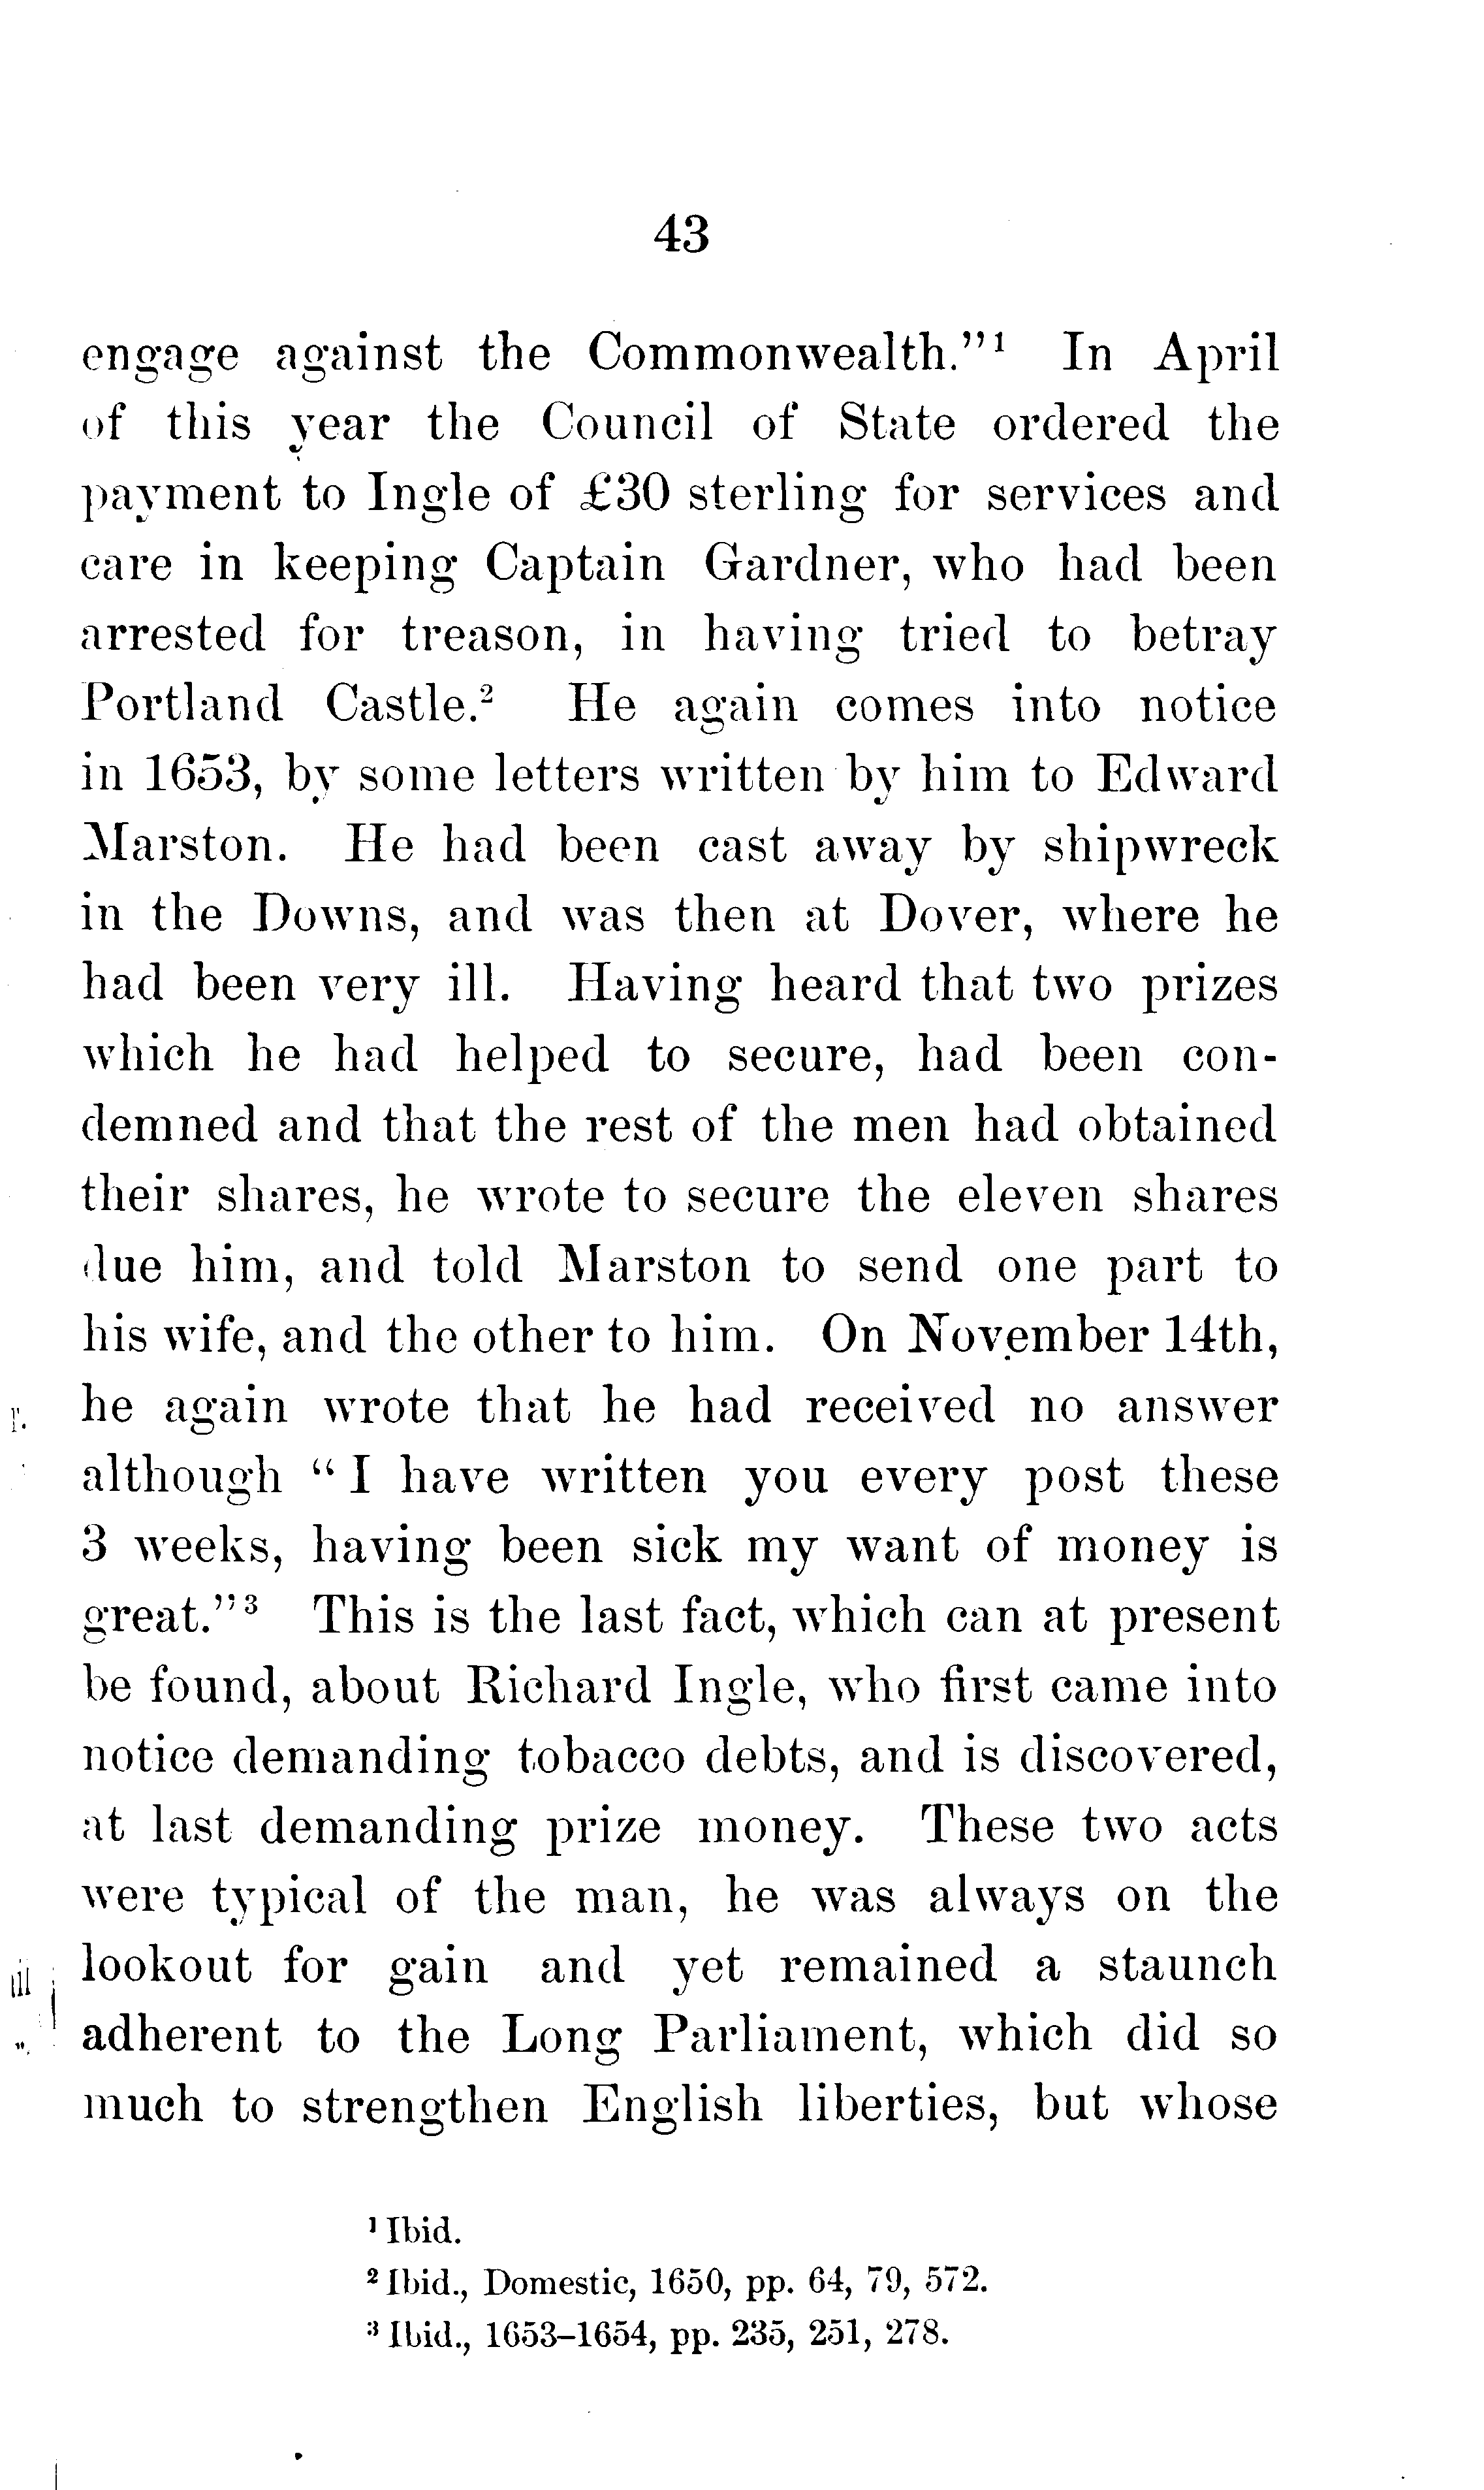 43
engage against the Commonwealth."¹ In April
of this year the Council of State ordered the
payment to Ingle of £30 sterling for services and
care in keeping Captain Gardner, who had been
arrested for treason, in having tried to betray
Portland Castle.² He again comes into notice
in 1653, by some letters written by him to Edward
Marston. He had been cast away by shipwreck
in the Downs, and was then at Dover, where he
had been very ill. Having heard that two prizes
which he had helped to secure, had been con-
demned and that the rest of the men had obtained
their shares, he wrote to secure the eleven shares
due him, and told Marston to send one part to
his wife, and the other to him. On November 14th,
he again wrote that he had received no answer
although "I have written you every post these
3 weeks, having been sick my want of money is
great."³ This is the last fact, which can at present
be found, about Richard Ingle, who first came into
notice demanding tobacco debts, and is discovered,
at last demanding prize money. These two acts
were typical of the man, he was always on the
lookout for gain and yet remained a staunch
adherent to the Long Parliament, which did so
much to strengthen English liberties, but whose
¹ Ibid.
² Ibid., Domestic, 1650, pp. 64, 79, 572.
³ Ibid., 1653–1654, pp. 235, 251, 278.